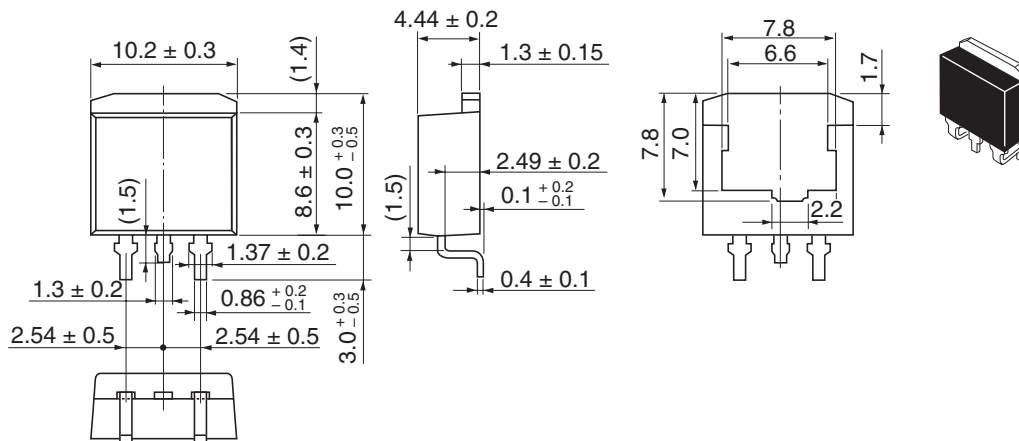 4.44 ± 0.2
10.2 ± 0.3
(1.4)
1.3 ± 0.15
8.6 ± 0.3
10.0 + 0.3 − 0.5
(1.5)
2.49 ± 0.2
0.1 + 0.2 − 0.1
(1.5)
1.37 ± 0.2
1.3 ± 0.2
0.86 + 0.2 − 0.1
3.0 + 0.3 − 0.5
0.4 ± 0.1
2.54 ± 0.5
2.54 ± 0.5
7.8
6.6
1.7
7.8
7.0
2.2